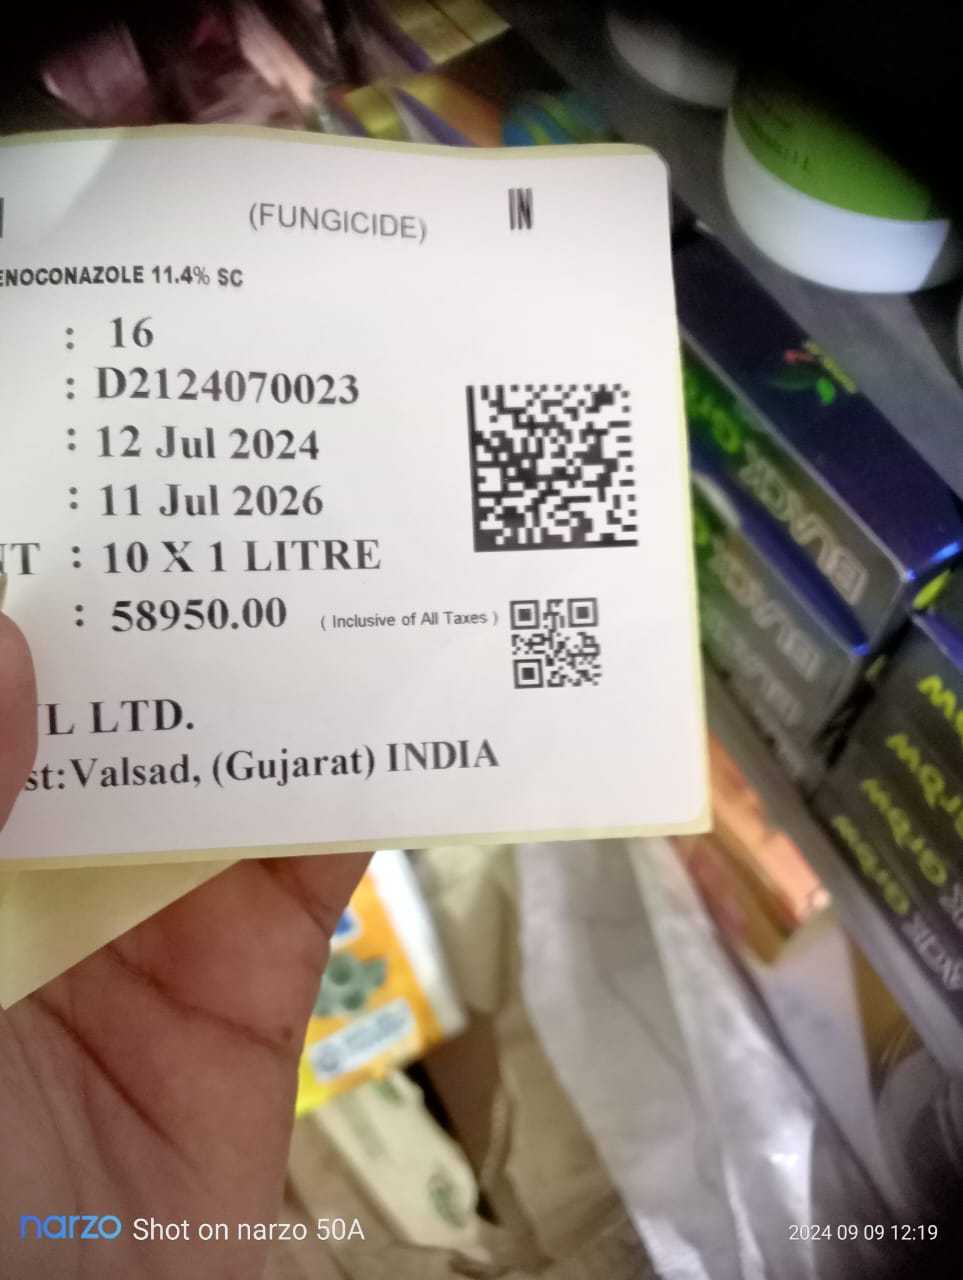 (FUNGICIDE) IN
ENOCONAZOLE 11.4% SC
: 16
: D2124070023
: 12 Jul 2024
: 11 Jul 2026
NT : 10 X 1 LITRE
: 58950.00 ( Inclusive of All Taxes )
L LTD.
st:Valsad, (Gujarat) INDIA
BLACK
BLACK
narzo Shot on narzo 50A
2024 09 09 12:19